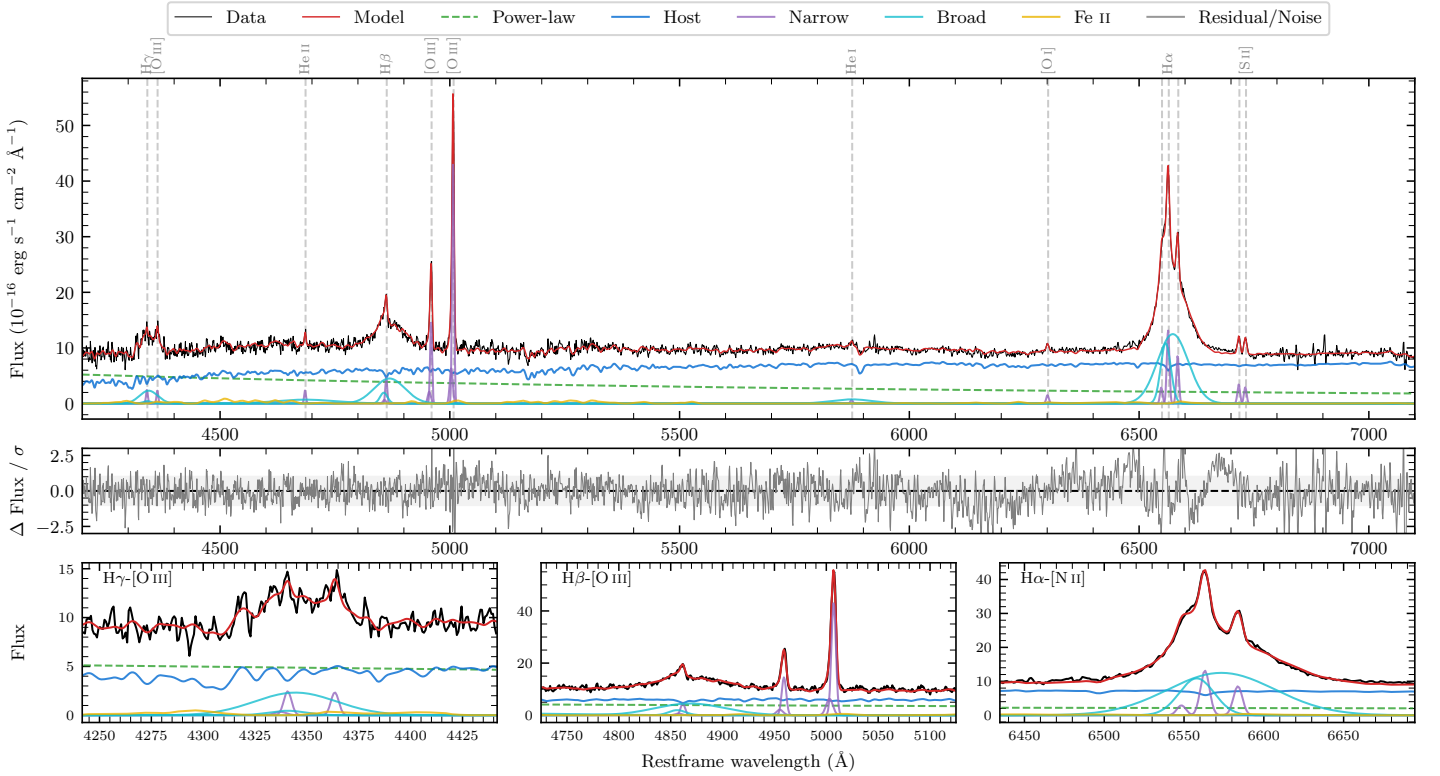 Data Model Power-law Host Narrow Broad Fe II Residual/Noise
Hγ [O III] He II Hβ [O III] [O III] He I [O I] Hα [S II]
Flux (10⁻¹⁶ erg s⁻¹ cm⁻² Å⁻¹)
50
40
30
20
10
0
4500 5000 5500 6000 6500 7000
Δ Flux / σ
2.5
0.0
−2.5
4500 5000 5500 6000 6500 7000
Flux
Hγ-[O III]
15
10
5
0
4250 4275 4300 4325 4350 4375 4400 4425
Hβ-[O III]
40
20
0
4750 4800 4850 4900 4950 5000 5050 5100
Hα-[N II]
40
30
20
10
0
6450 6500 6550 6600 6650
Restframe wavelength (Å)